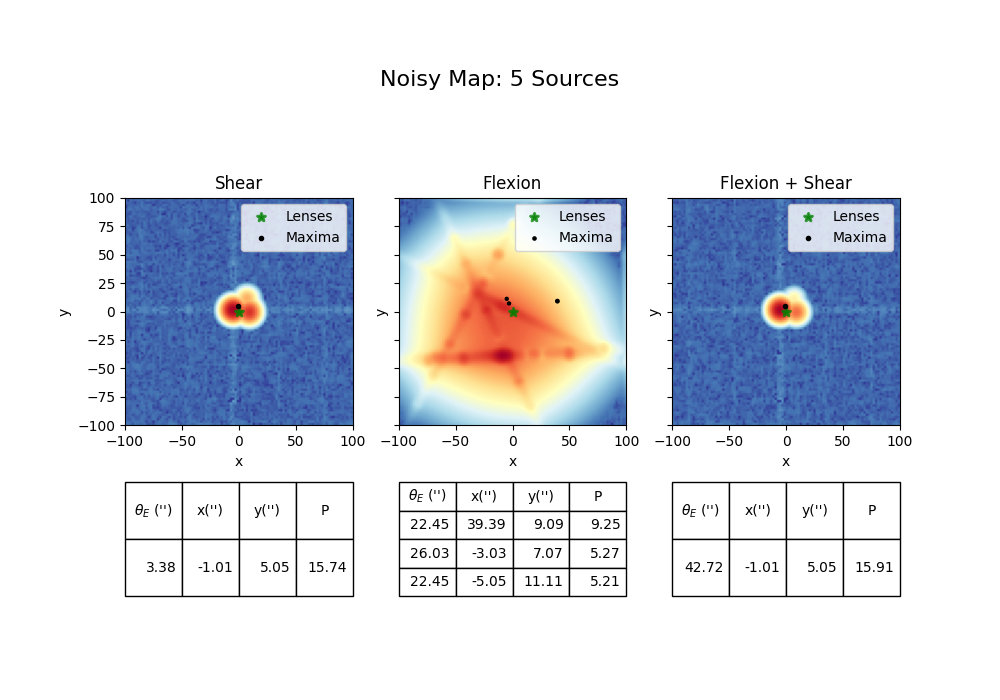 Noisy Map: 5 Sources
Shear
Flexion
Flexion + Shear
Lenses
Maxima
Lenses
Maxima
Lenses
Maxima
100
75
50
25
0
−25
−50
−75
−100
y
y
y
−100 −50 0 50 100
−100 −50 0 50 100
−100 −50 0 50 100
x
x
x
θE ('') x('') y('') P
3.38 -1.01 5.05 15.74
θE ('') x('') y('') P
22.45 39.39 9.09 9.25
26.03 -3.03 7.07 5.27
22.45 -5.05 11.11 5.21
θE ('') x('') y('') P
42.72 -1.01 5.05 15.91